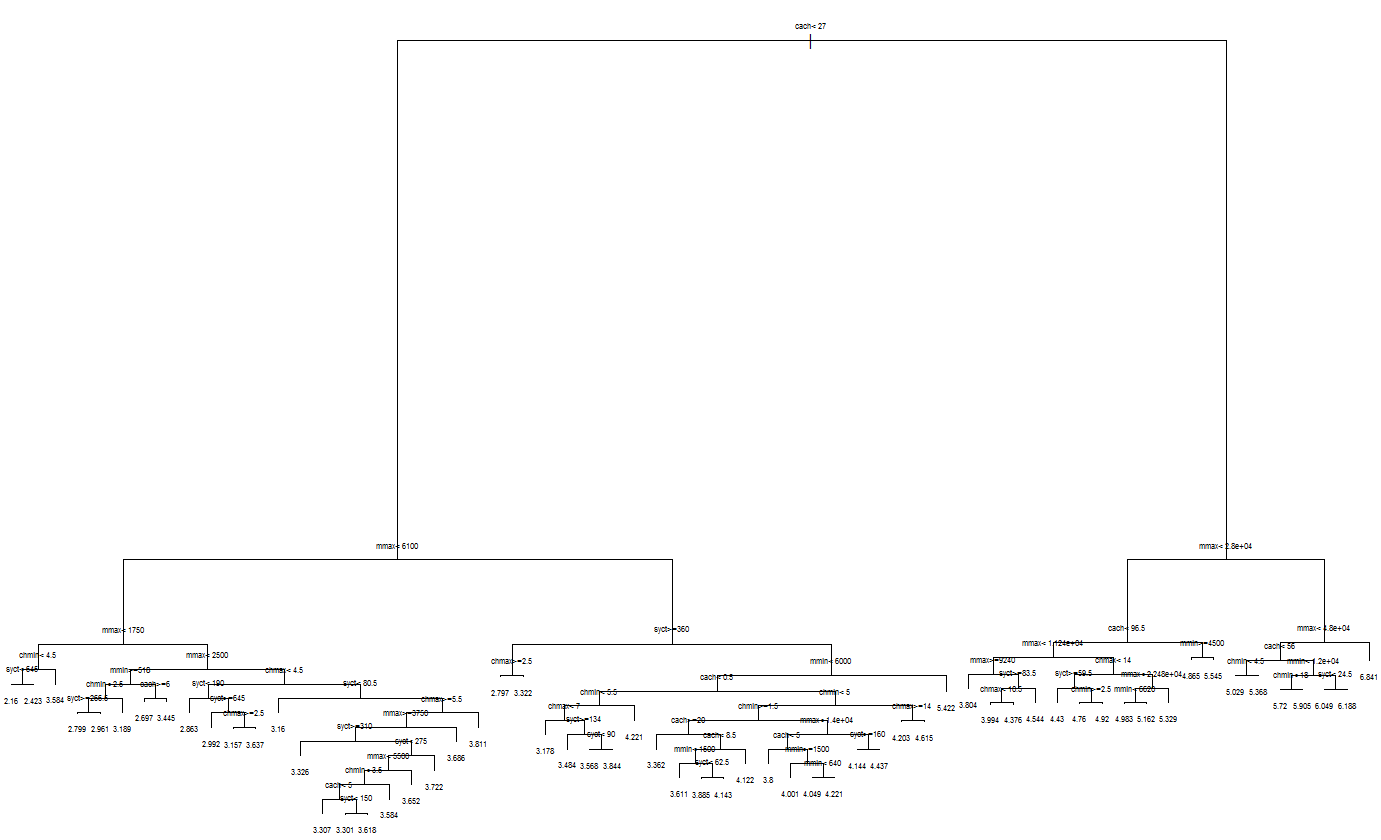 cach< 27
mmax< 6100
mmax< 2.8e+04
mmax< 1750
syct>=360
cach< 96.5
mmax< 4.8e+04
chmin< 4.5
mmax< 2500
chmax>=2.5
mmin< 6000
mmax< 1.124e+04
mmin>=4500
cach< 56
mmin>=518
chmax< 4.5
cach< 0.5
mmax>=9240
chmax< 14
chmin< 4.5
mmin< 1.2e+04
chmin< 2.5
cach>=6
syct< 190
syct< 80.5
2.797 3.322
chmin< 5.5
chmin< 5
syct>=83.5
syct>=59.5
mmax< 2.248e+04
4.865 5.545
5.029 5.368
chmin< 18
syct< 24.5
6.841
2.16 2.423 3.584
syct>=266.5
2.697 3.445
syct>=645
chmax>=5.5
chmax< 7
chmin>=1.5
chmax>=14
5.422
3.804
chmax< 10.5
chmin>=2.5
mmin< 6620
5.72 5.905 6.049 6.188
2.799 2.961 3.189
2.863
chmax>=2.5
3.16
mmax>=3750
3.811
3.178
syct>=134
4.221
cach>=20
mmax< 1.4e+04
4.203 4.615
3.994 4.376 4.544
4.43 4.76 4.92
4.983 5.162 5.329
2.992 3.157 3.637
syct>=310
syct< 275
3.686
3.484
syct< 90
3.568 3.844
3.362
cach< 8.5
cach< 5
syct>=160
3.326
mmax< 5500
3.722
mmin>=1500
4.144 4.437
chmin< 3.5
3.652
syct< 62.5
4.122
3.8
mmin< 640
cach< 5
3.584
3.611 3.885 4.143
4.001 4.049 4.221
syct< 150
3.307 3.301 3.618